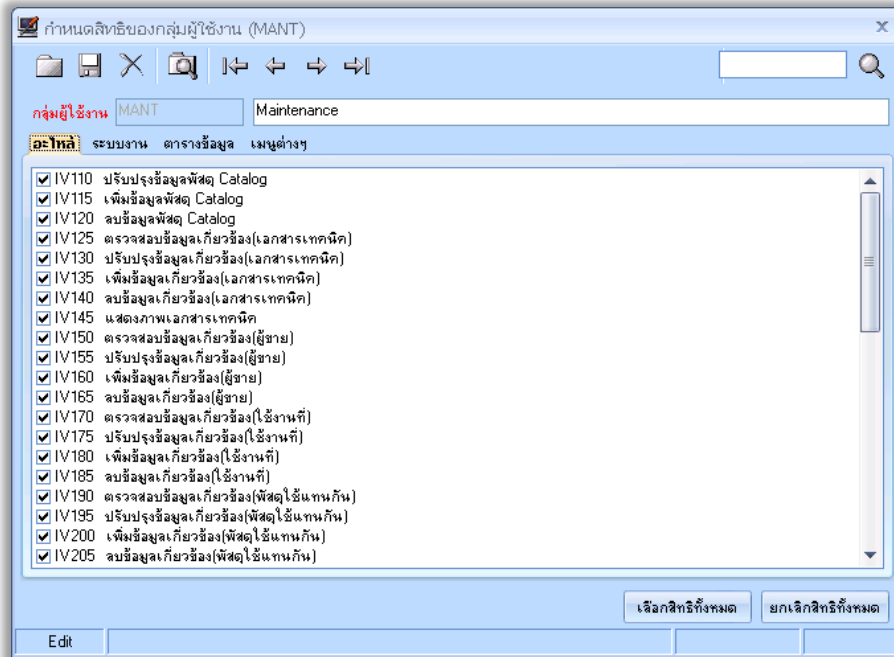 กำหนดสิทธิของกลุ่มผู้ใช้งาน (MANT)
กลุ่มผู้ใช้งาน MANT Maintenance
อะไหล่ ระบบงาน ตารางข้อมูล เมนูต่างๆ
IV110 ปรับปรุงข้อมูลพัสดุ Catalog
IV115 เพิ่มข้อมูลพัสดุ Catalog
IV120 ลบข้อมูลพัสดุ Catalog
IV125 ตรวจสอบข้อมูลเกี่ยวข้อง(เอกสารเทคนิค)
IV130 ปรับปรุงข้อมูลเกี่ยวข้อง(เอกสารเทคนิค)
IV135 เพิ่มข้อมูลเกี่ยวข้อง(เอกสารเทคนิค)
IV140 ลบข้อมูลเกี่ยวข้อง(เอกสารเทคนิค)
IV145 แสดงภาพเอกสารเทคนิค
IV150 ตรวจสอบข้อมูลเกี่ยวข้อง(ผู้ขาย)
IV155 ปรับปรุงข้อมูลเกี่ยวข้อง(ผู้ขาย)
IV160 เพิ่มข้อมูลเกี่ยวข้อง(ผู้ขาย)
IV165 ลบข้อมูลเกี่ยวข้อง(ผู้ขาย)
IV170 ตรวจสอบข้อมูลเกี่ยวข้อง(ใช้งานที่)
IV175 ปรับปรุงข้อมูลเกี่ยวข้อง(ใช้งานที่)
IV180 เพิ่มข้อมูลเกี่ยวข้อง(ใช้งานที่)
IV185 ลบข้อมูลเกี่ยวข้อง(ใช้งานที่)
IV190 ตรวจสอบข้อมูลเกี่ยวข้อง(พัสดุใช้แทนกัน)
IV195 ปรับปรุงข้อมูลเกี่ยวข้อง(พัสดุใช้แทนกัน)
IV200 เพิ่มข้อมูลเกี่ยวข้อง(พัสดุใช้แทนกัน)
IV205 ลบข้อมูลเกี่ยวข้อง(พัสดุใช้แทนกัน)
เลือกสิทธิทั้งหมด ยกเลิกสิทธิทั้งหมด
Edit